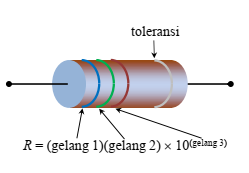 toleransi
R = (gelang 1)(gelang 2) × 10^(gelang 3)